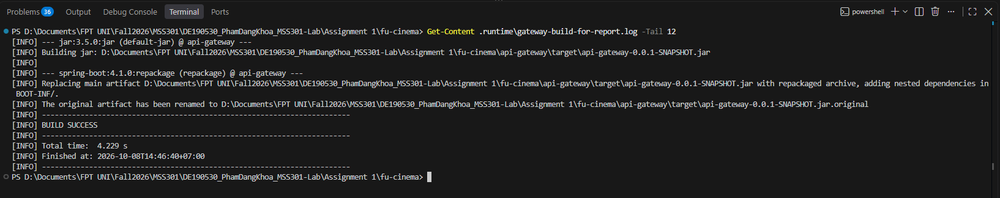 Problems 36 Output Debug Console Terminal Ports powershell
PS D:\Documents\FPT UNI\Fall2026\MSS301\DE190530_PhamDangKhoa_MSS301-Lab\Assignment 1\fu-cinema> Get-Content .runtime\gateway-build-for-report.log -Tail 12
[INFO] --- jar:3.5.0:jar (default-jar) @ api-gateway ---
[INFO] Building jar: D:\Documents\FPT UNI\Fall2026\MSS301\DE190530_PhamDangKhoa_MSS301-Lab\Assignment 1\fu-cinema\api-gateway\target\api-gateway-0.0.1-SNAPSHOT.jar
[INFO]
[INFO] --- spring-boot:4.1.0:repackage (repackage) @ api-gateway ---
[INFO] Replacing main artifact D:\Documents\FPT UNI\Fall2026\MSS301\DE190530_PhamDangKhoa_MSS301-Lab\Assignment 1\fu-cinema\api-gateway\target\api-gateway-0.0.1-SNAPSHOT.jar with repackaged archive, adding nested dependencies in
BOOT-INF/.
[INFO] The original artifact has been renamed to D:\Documents\FPT UNI\Fall2026\MSS301\DE190530_PhamDangKhoa_MSS301-Lab\Assignment 1\fu-cinema\api-gateway\target\api-gateway-0.0.1-SNAPSHOT.jar.original
[INFO] ------------------------------------------------------------------------
[INFO] BUILD SUCCESS
[INFO] ------------------------------------------------------------------------
[INFO] Total time:  4.229 s
[INFO] Finished at: 2026-10-08T14:46:40+07:00
[INFO] ------------------------------------------------------------------------
PS D:\Documents\FPT UNI\Fall2026\MSS301\DE190530_PhamDangKhoa_MSS301-Lab\Assignment 1\fu-cinema>